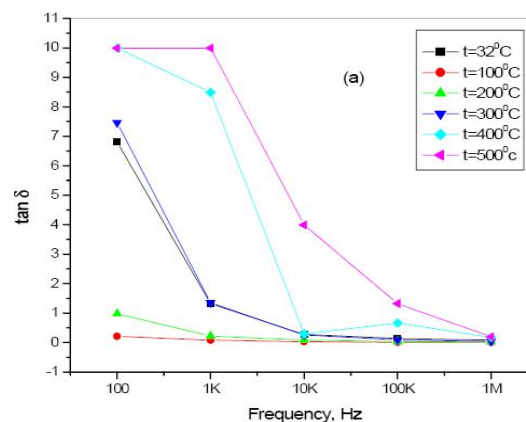 11
10
9
8
7
6
5
4
3
2
1
0
-1
tan δ
(a)
t=32⁰C
t=100⁰C
t=200⁰C
t=300⁰C
t=400⁰C
t=500⁰c
100 1K 10K 100K 1M
Frequency, Hz